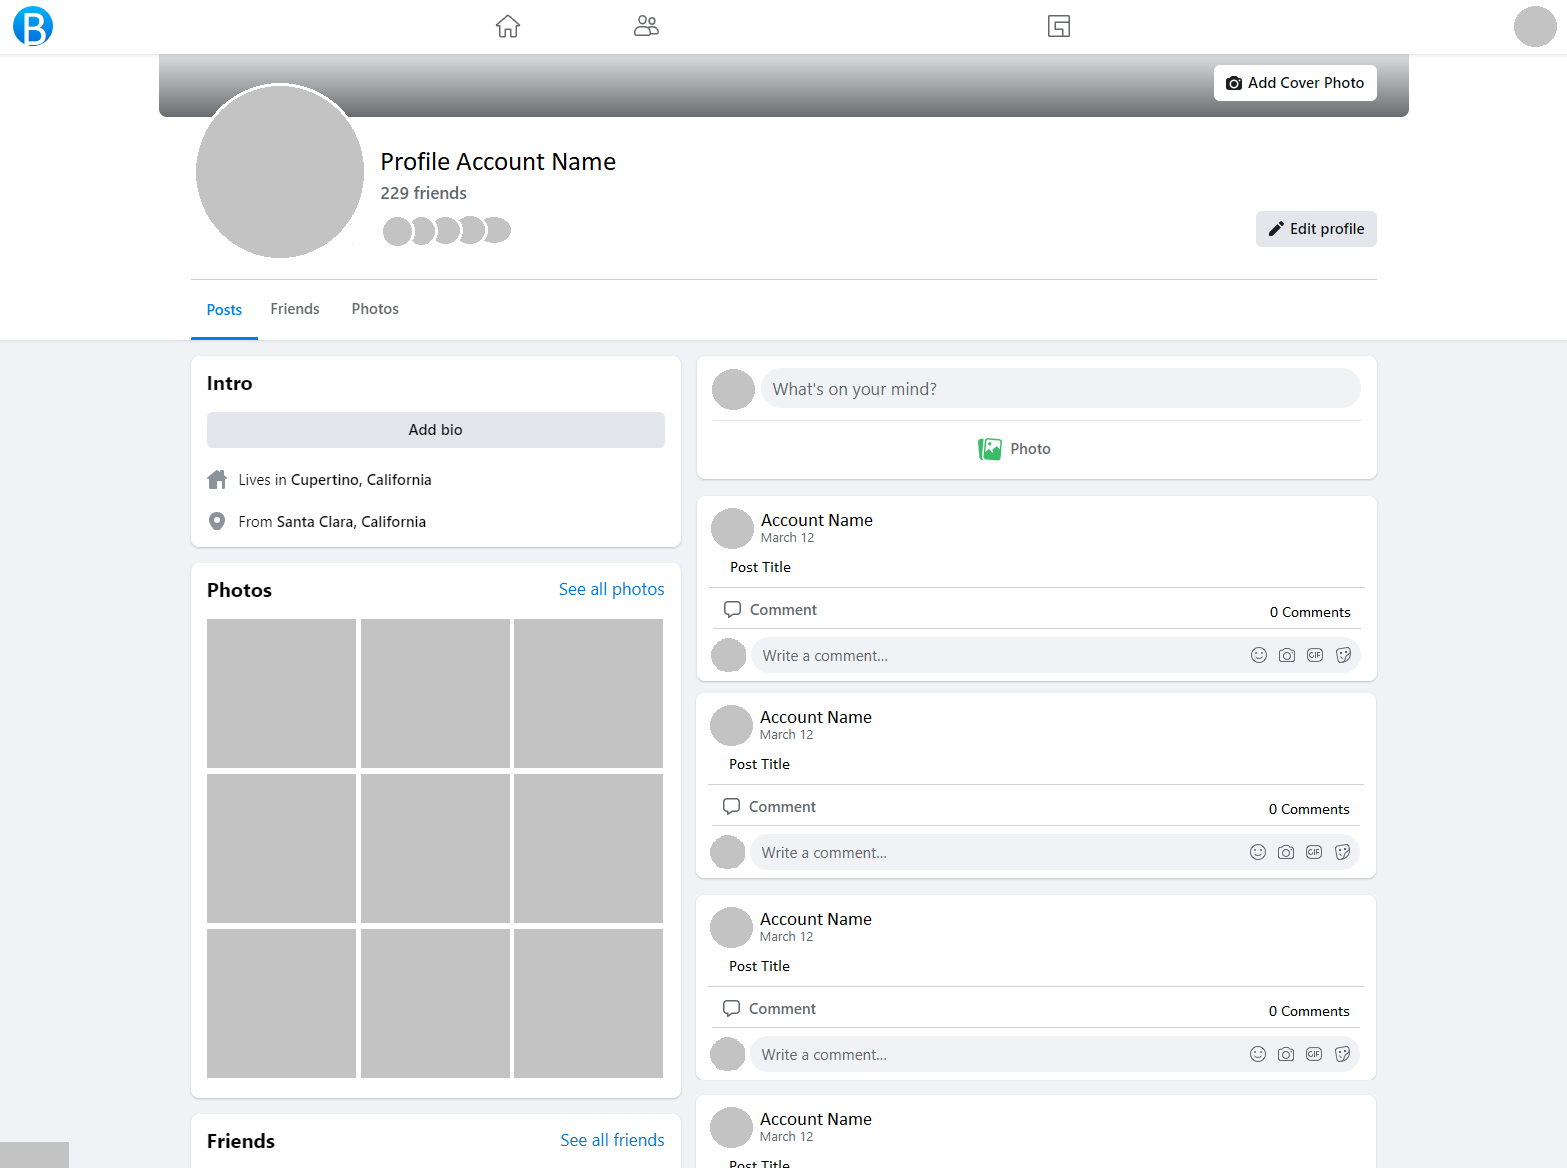 B
Add Cover Photo
Profile Account Name
229 friends
Edit profile
Posts
Friends
Photos
Intro
Add bio
Lives in Cupertino, California
From Santa Clara, California
Photos
See all photos
Friends
See all friends
What's on your mind?
Photo
Account Name
March 12
Post Title
Comment
0 Comments
Write a comment...
GIF
Account Name
March 12
Post Title
Comment
0 Comments
Write a comment...
GIF
Account Name
March 12
Post Title
Comment
0 Comments
Write a comment...
GIF
Account Name
March 12
Post Title